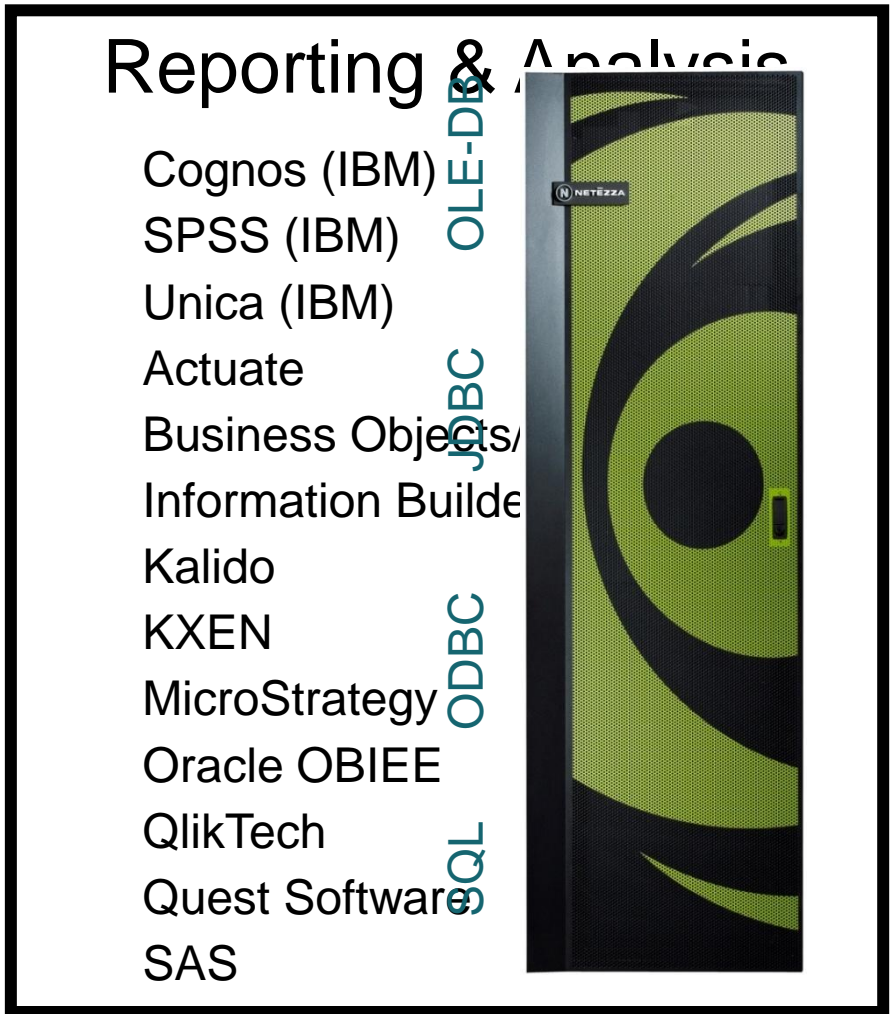 Reporting & Analysis
Cognos (IBM)
SPSS (IBM)
Unica (IBM)
Actuate
Business Objects/
Information Builde
Kalido
KXEN
MicroStrategy
Oracle OBIEE
QlikTech
Quest Software
SAS
OLE-DB
JDBC
ODBC
SQL
NETEZZA